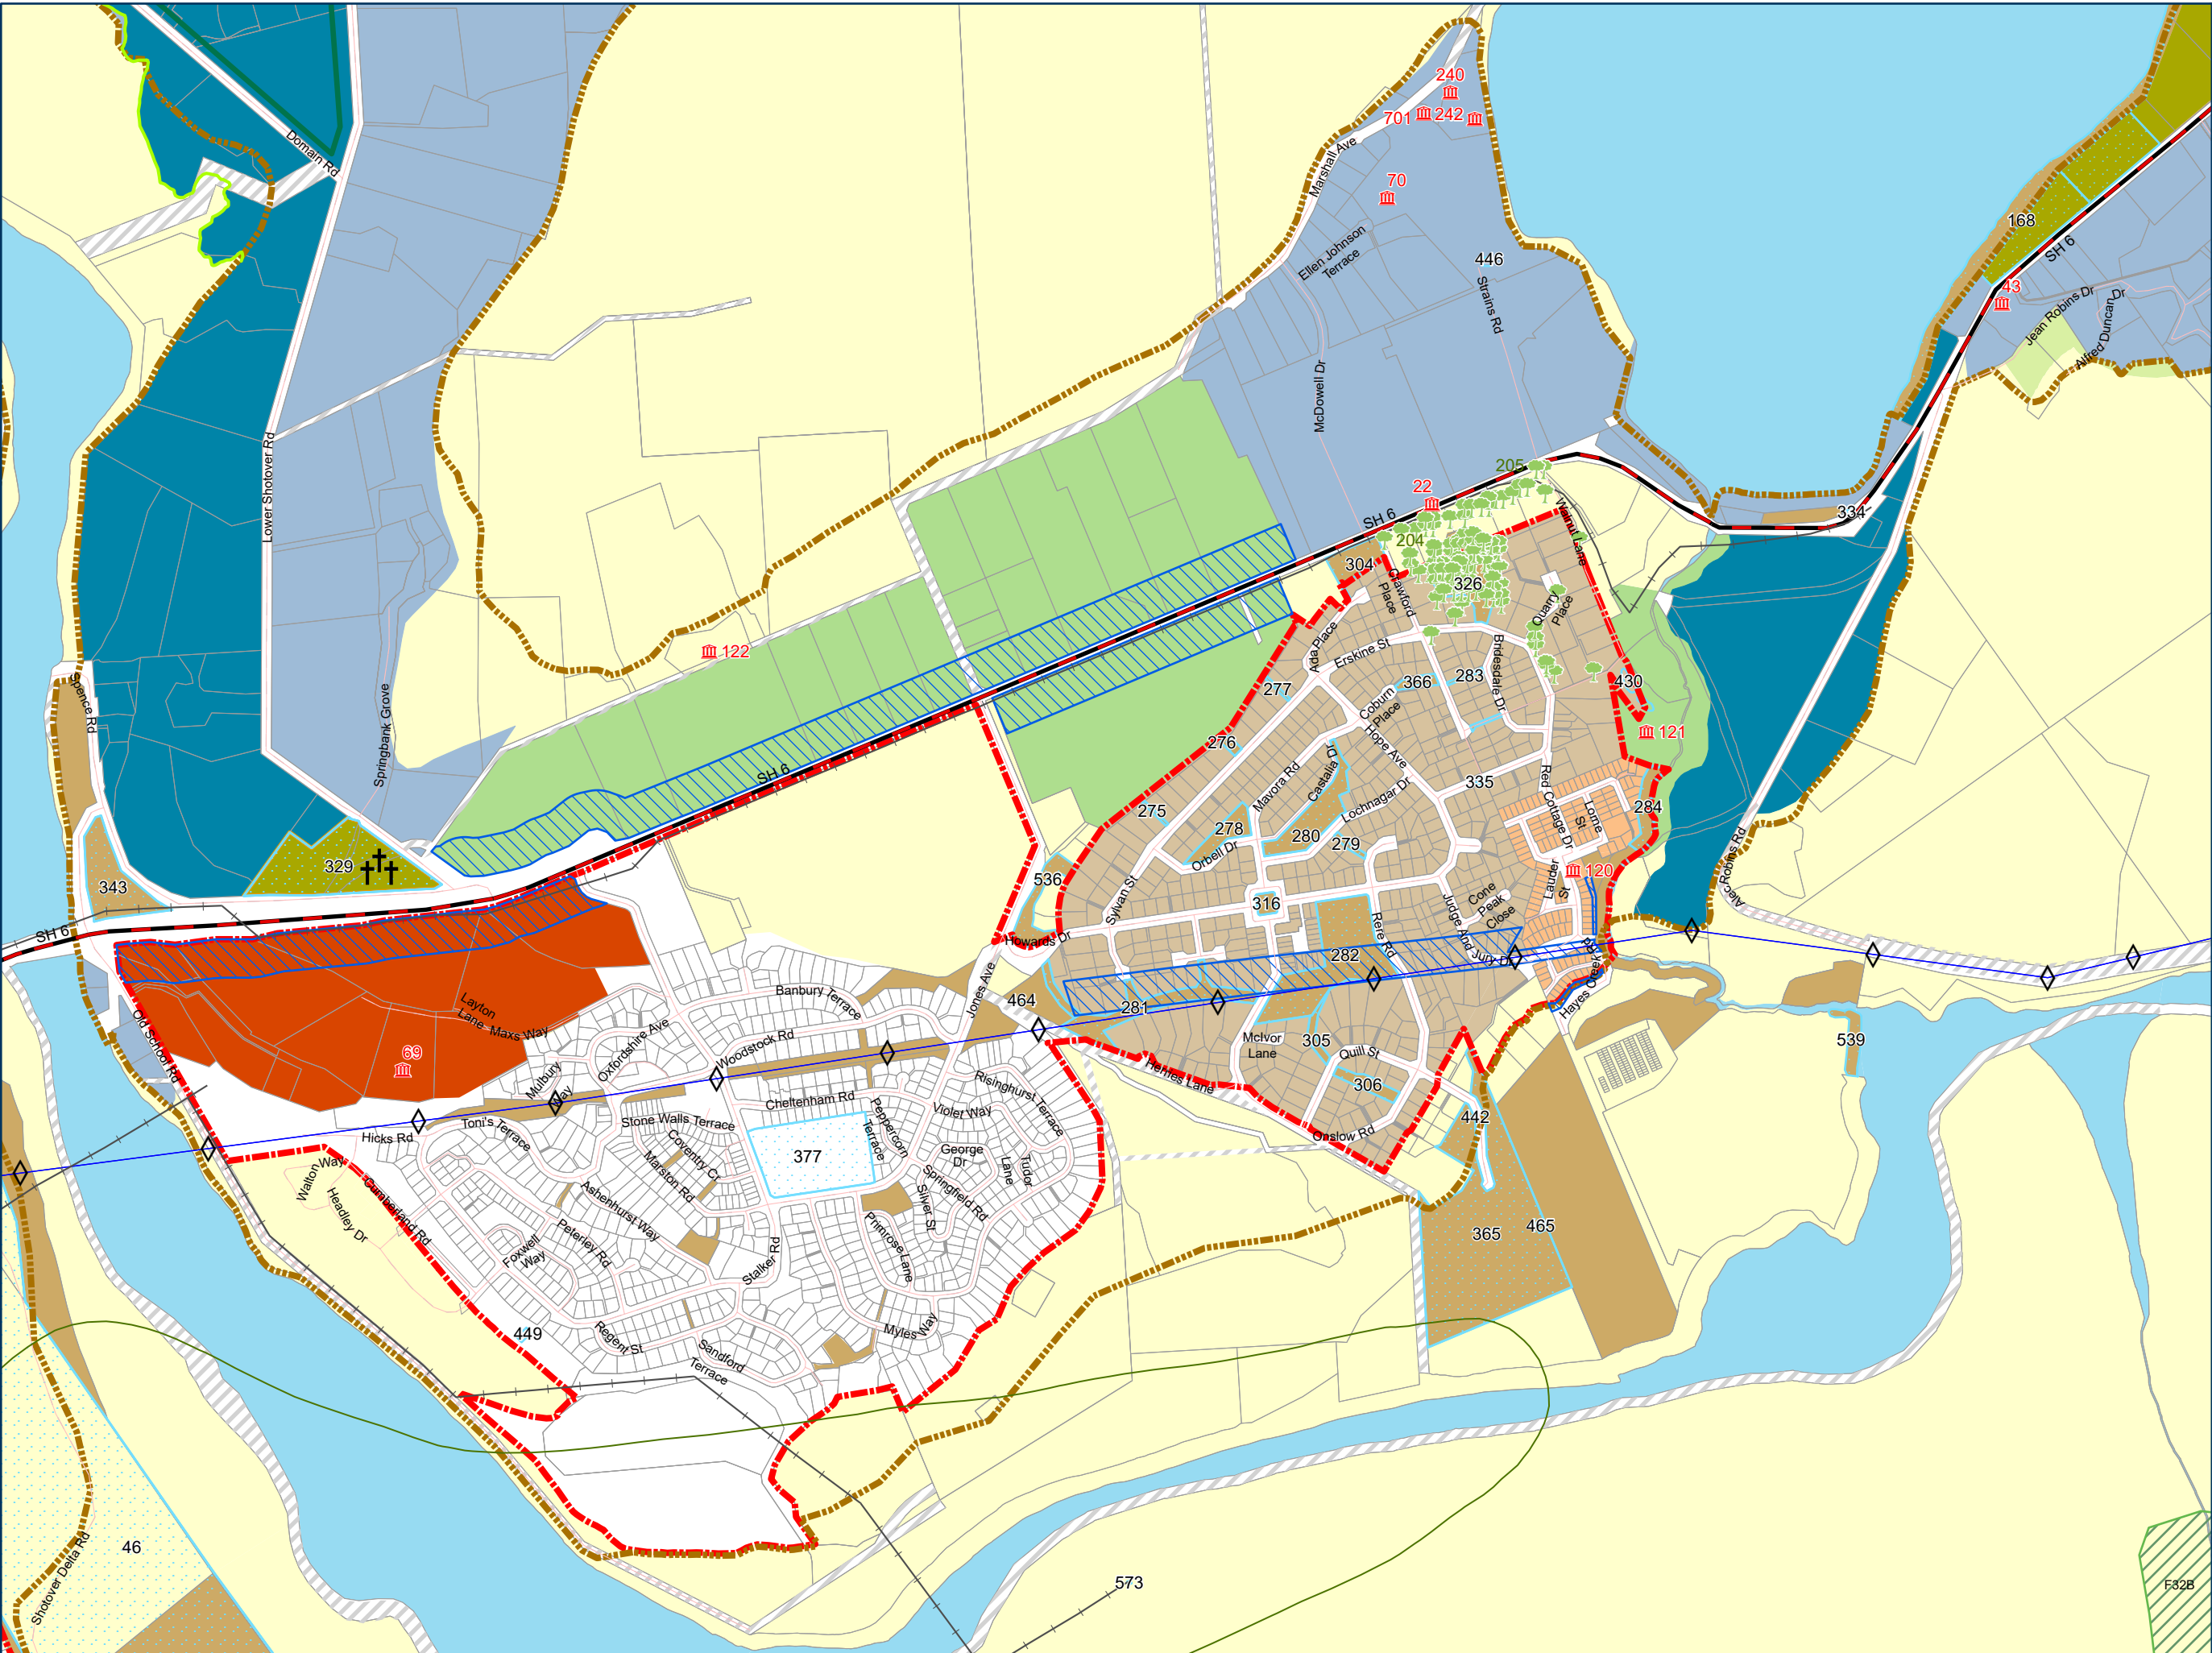 240
701
242
Domain Rd
Marshall Ave
70
168
Ellen Johnson
Terrace
446
SH 6
Strains Rd
43
Jean Robins Dr
Alfred Duncan Dr
McDowell Dr
Lower Shotover Rd
205
22
SH 6
204
Walnut Lane
334
304
Crawford
Place
326
Quarry
Place
Ada Place
Erskine St
122
Bridesdale Dr
277
366
283
430
Spence Rd
Springbank Grove
Coburn
Place
121
276
Hope Ave
SH 6
Castalia Dr
Mavora Rd
335
Red Cottage Dr
275
Lochnagar Dr
Lorne
St
284
278
280
279
Orbell Dr
329
343
536
Lauder
St
120
Alec Robins Rd
Sylvan St
316
Cone
Peak
Close
SH 6
Howards Dr
Rere Rd
Judge And Jury Dr
282
Banbury Terrace
Jones Ave
464
281
Hayes Creek Rd
Layton
Lane
Maxs Way
Old School Rd
Oxfordshire Ave
Woodstock Rd
McIvor
Lane
305
539
69
Quill St
Mulbury
Way
Hernes Lane
306
Risinghurst Terrace
Cheltenham Rd
Violet Way
Peppercorn
Terrace
442
Toni's Terrace
Stone Walls Terrace
Hicks Rd
Onslow Rd
Coventry Cr
377
George
Dr
Walton
Way
Marston Rd
Springfield Rd
Tudor
Lane
Headley Dr
Cumberland Rd
Ashenhurst Way
Silver St
365
465
Peterley Rd
Primrose Lane
Foxwell
Way
Stalker Rd
449
Regent St
Myles Way
Sandford
Terrace
46
Shotover Delta Rd
573
F32B